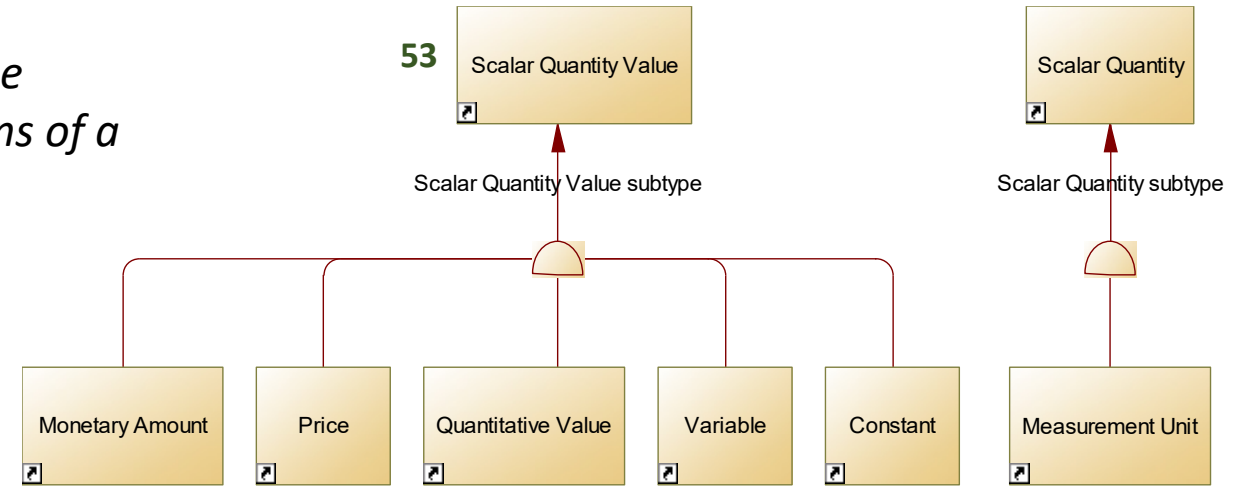 e
ns of a
53
Scalar Quantity Value
Scalar Quantity
Scalar Quantity Value subtype
Scalar Quantity subtype
Monetary Amount
Price
Quantitative Value
Variable
Constant
Measurement Unit